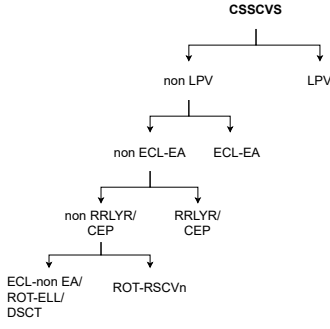 CSSCVS
non LPV
LPV
non ECL-EA
ECL-EA
non RRLYR/
CEP
RRLYR/
CEP
ECL-non EA/
ROT-ELL/
DSCT
ROT-RSCVn